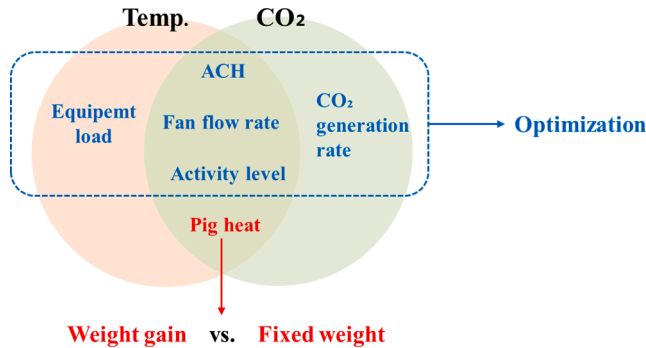 Temp.
CO₂
ACH
Equipemt
load
Fan flow rate
CO₂
generation
rate
Optimization
Activity level
Pig heat
Weight gain vs. Fixed weight